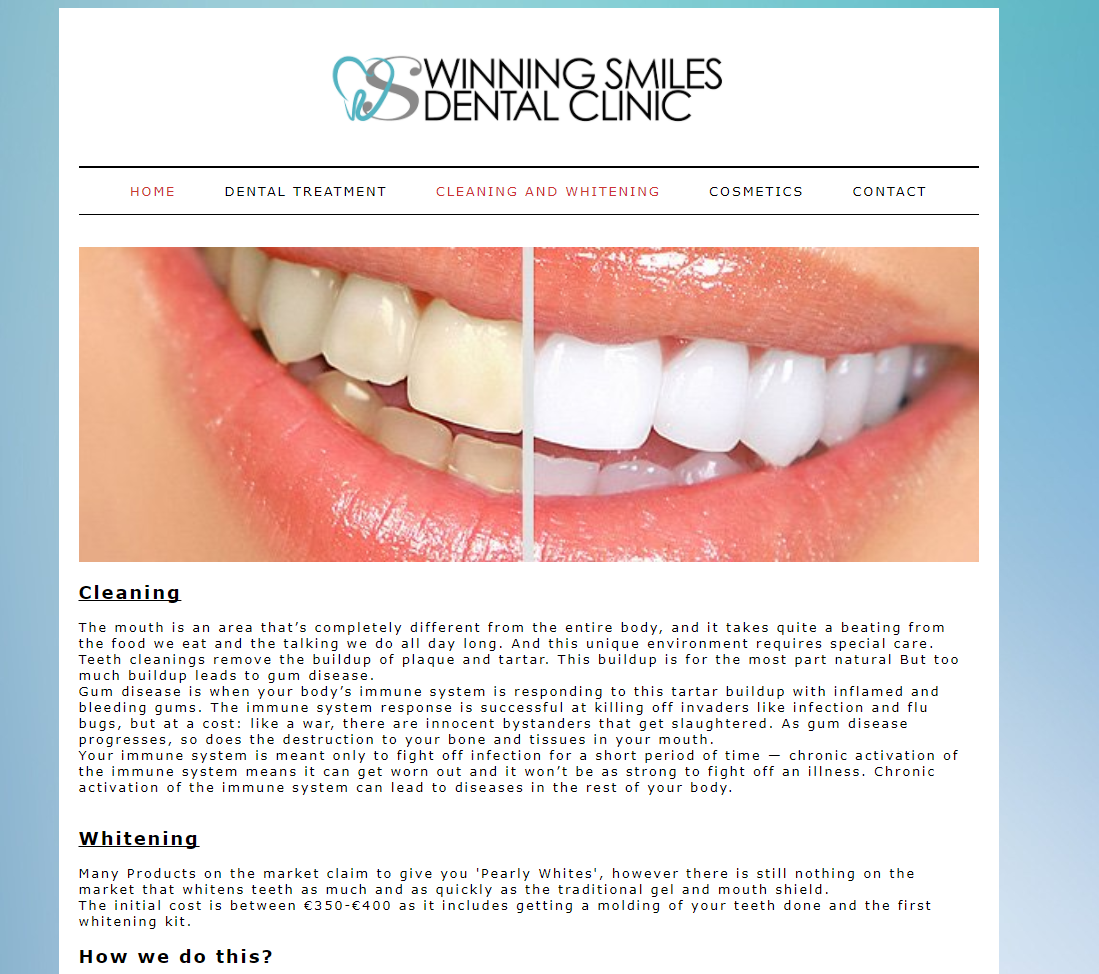 WINNING SMILES
DENTAL CLINIC
HOME DENTAL TREATMENT CLEANING AND WHITENING COSMETICS CONTACT
Cleaning
The mouth is an area that’s completely different from the entire body, and it takes quite a beating from
the food we eat and the talking we do all day long. And this unique environment requires special care.
Teeth cleanings remove the buildup of plaque and tartar. This buildup is for the most part natural But too
much buildup leads to gum disease.
Gum disease is when your body’s immune system is responding to this tartar buildup with inflamed and
bleeding gums. The immune system response is successful at killing off invaders like infection and flu
bugs, but at a cost: like a war, there are innocent bystanders that get slaughtered. As gum disease
progresses, so does the destruction to your bone and tissues in your mouth.
Your immune system is meant only to fight off infection for a short period of time — chronic activation of
the immune system means it can get worn out and it won’t be as strong to fight off an illness. Chronic
activation of the immune system can lead to diseases in the rest of your body.
Whitening
Many Products on the market claim to give you 'Pearly Whites', however there is still nothing on the
market that whitens teeth as much and as quickly as the traditional gel and mouth shield.
The initial cost is between €350-€400 as it includes getting a molding of your teeth done and the first
whitening kit.
How we do this?